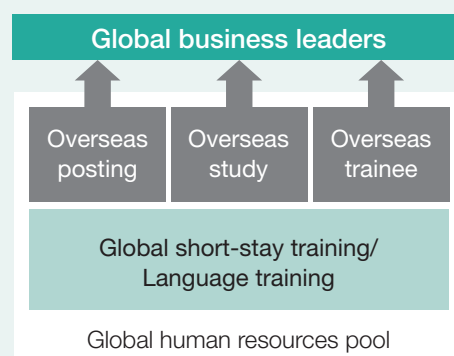 Global business leaders
Overseas
posting
Overseas
study
Overseas
trainee
Global short-stay training/
Language training
Global human resources pool